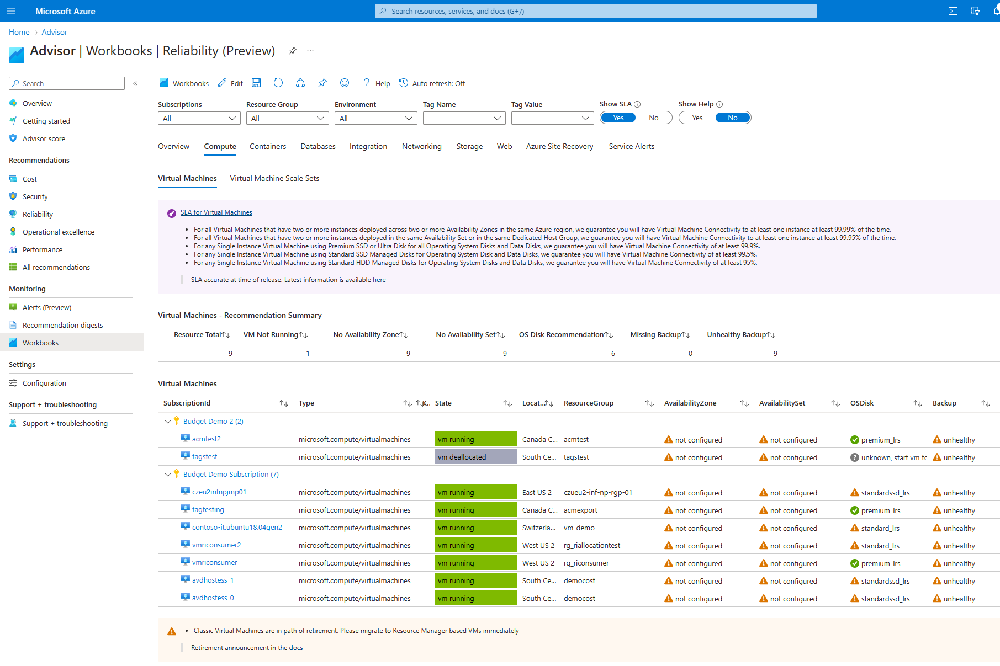 Microsoft Azure
Search resources, services, and docs (G+/)
Home > Advisor
Advisor | Workbooks | Reliability (Preview) ...
Search «
Workbooks Edit Help Auto refresh: Off
Overview
Getting started
Advisor score
Recommendations
Cost
Security
Reliability
Operational excellence
Performance
All recommendations
Monitoring
Alerts (Preview)
Recommendation digests
Workbooks
Settings
Configuration
Support + troubleshooting
Support + troubleshooting
Subscriptions Resource Group Environment Tag Name Tag Value Show SLA Show Help
All All All Yes No Yes No
Overview Compute Containers Databases Integration Networking Storage Web Azure Site Recovery Service Alerts
Virtual Machines Virtual Machine Scale Sets
SLA for Virtual Machines
• For all Virtual Machines that have two or more instances deployed across two or more Availability Zones in the same Azure region, we guarantee you will have Virtual Machine Connectivity to at least one instance at least 99.99% of the time.
• For all Virtual Machines that have two or more instances deployed in the same Availability Set or in the same Dedicated Host Group, we guarantee you will have Virtual Machine Connectivity to at least one instance at least 99.95% of the time.
• For any Single Instance Virtual Machine using Premium SSD or Ultra Disk for all Operating System Disks and Data Disks, we guarantee you will have Virtual Machine Connectivity of at least 99.9%.
• For any Single Instance Virtual Machine using Standard SSD Managed Disks for Operating System Disk and Data Disks, we guarantee you will have Virtual Machine Connectivity of at least 99.5%.
• For any Single Instance Virtual Machine using Standard HDD Managed Disks for Operating System Disks and Data Disks, we guarantee you will have Virtual Machine Connectivity of at least 95%.
SLA accurate at time of release. Latest information is available here
Virtual Machines - Recommendation Summary
Resource Total↑↓ VM Not Running↑↓ No Availability Zone↑↓ No Availability Set↑↓ OS Disk Recommendation↑↓ Missing Backup↑↓ Unhealthy Backup↑↓
9 1 9 9 6 0 9
Virtual Machines
SubscriptionId ↑↓ Type ↑↓ ↑↓K.. State ↑↓ Locat...↑↓ ResourceGroup ↑↓ AvailabilityZone ↑↓ AvailabilitySet ↑↓ OSDisk ↑↓ Backup ↑↓
Budget Demo 2 (2)
acmtest2 microsoft.compute/virtualmachines vm running Canada C... acmtest not configured not configured premium_lrs unhealthy
tagstest microsoft.compute/virtualmachines vm deallocated South Ce... tagstest not configured not configured unknown, start vm tc unhealthy
Budget Demo Subscription (7)
czeu2infnpjmp01 microsoft.compute/virtualmachines vm running East US 2 czueu2-inf-np-rgp-01 not configured not configured standardssd_lrs unhealthy
tagtesting microsoft.compute/virtualmachines vm running Canada C... acmexport not configured not configured premium_lrs unhealthy
contoso-it.ubuntu18.04gen2 microsoft.compute/virtualmachines vm running Switzerla... vm-demo not configured not configured standard_lrs unhealthy
vmriconsumer2 microsoft.compute/virtualmachines vm running West US 2 rg_riallocationtest not configured not configured standard_lrs unhealthy
vmriconsumer microsoft.compute/virtualmachines vm running West US 2 rg_riconsumer not configured not configured premium_lrs unhealthy
avdhostess-1 microsoft.compute/virtualmachines vm running South Ce... democost not configured not configured standardssd_lrs unhealthy
avdhostess-0 microsoft.compute/virtualmachines vm running South Ce... democost not configured not configured standardssd_lrs unhealthy
• Classic Virtual Machines are in path of retirement. Please migrate to Resource Manager based VMs immediately
Retirement announcement in the docs